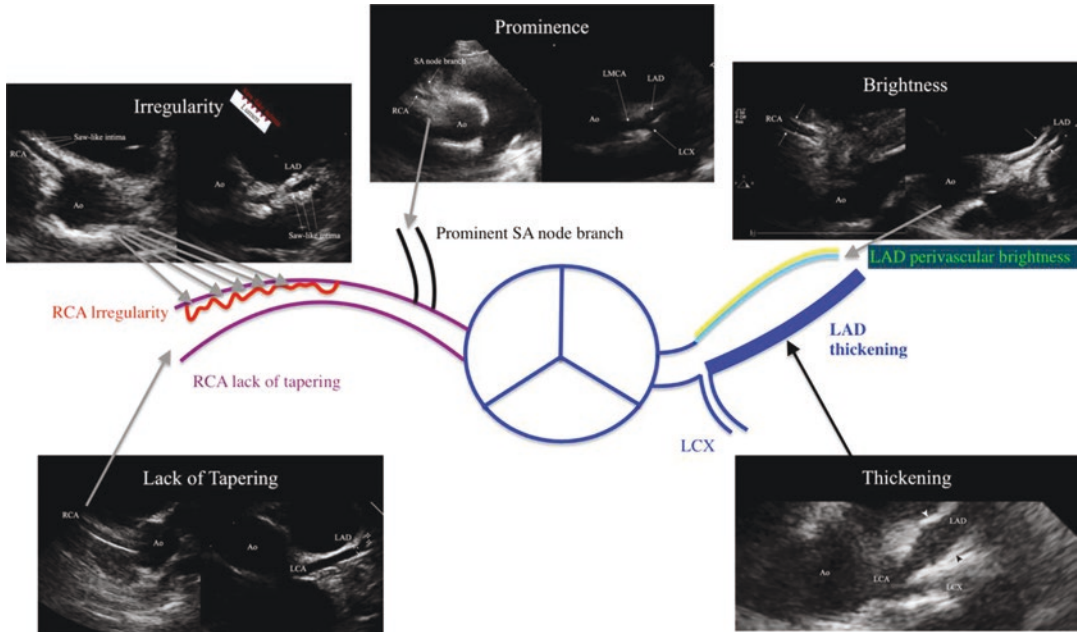 Prominence
SA node branch
RCA
Ao
LMCA
LAD
Ao
LCX
Irregularity
Lumen
Saw-like intima
RCA
Ao
LAD
Ao
Saw-like intima
Brightness
RCA
Ao
LAD
Ao
Prominent SA node branch
LAD perivascular brightness
RCA Irregularity
LAD
thickening
RCA lack of tapering
LCX
Lack of Tapering
RCA
Ao
Ao
LAD
LCA
Thickening
LAD
Ao
LCA
LCX